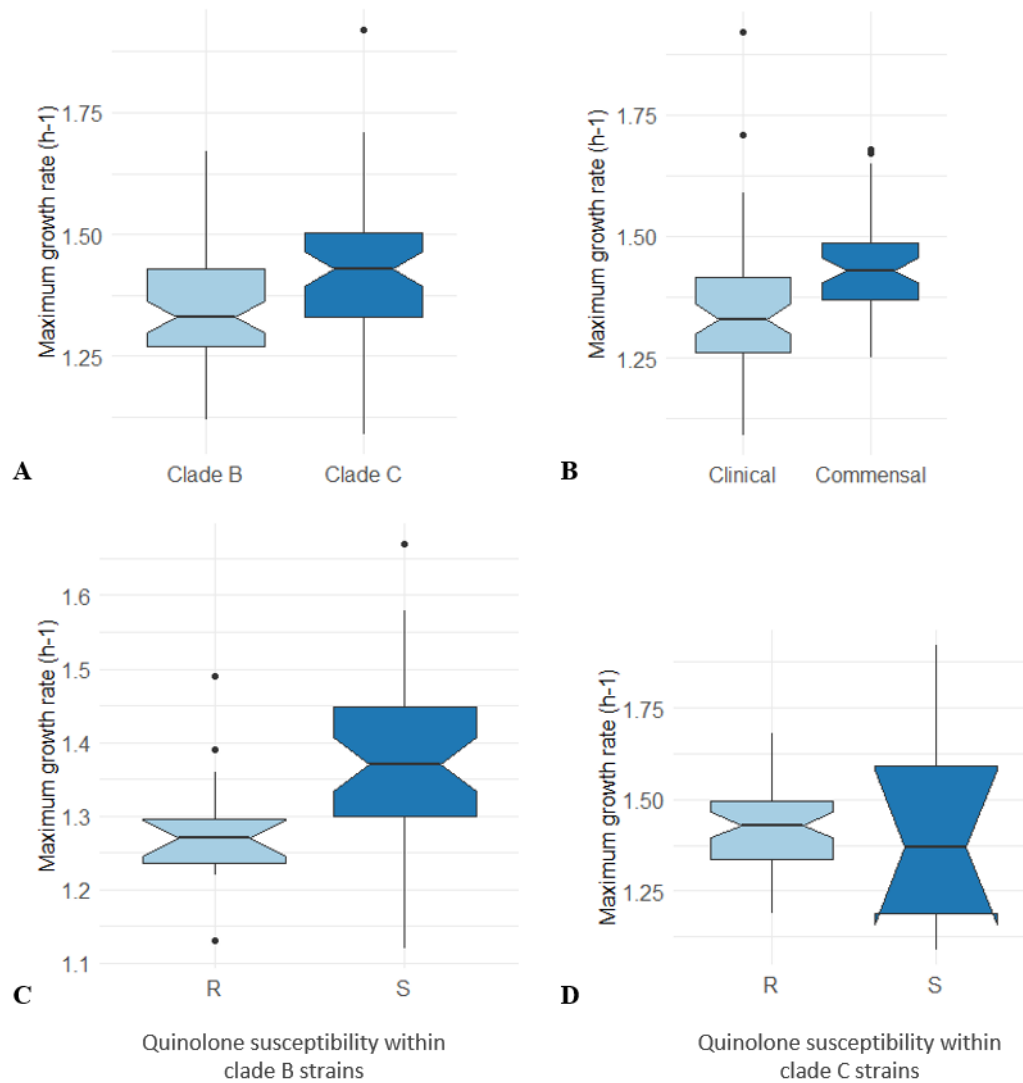 Maximum growth rate (h-1)
1.75
1.50
1.25
A
Clade B
Clade C
Maximum growth rate (h-1)
1.75
1.50
1.25
B
Clinical
Commensal
Maximum growth rate (h-1)
1.6
1.5
1.4
1.3
1.2
1.1
C
R
S
Quinolone susceptibility within
clade B strains
Maximum growth rate (h-1)
1.75
1.50
1.25
D
R
S
Quinolone susceptibility within
clade C strains